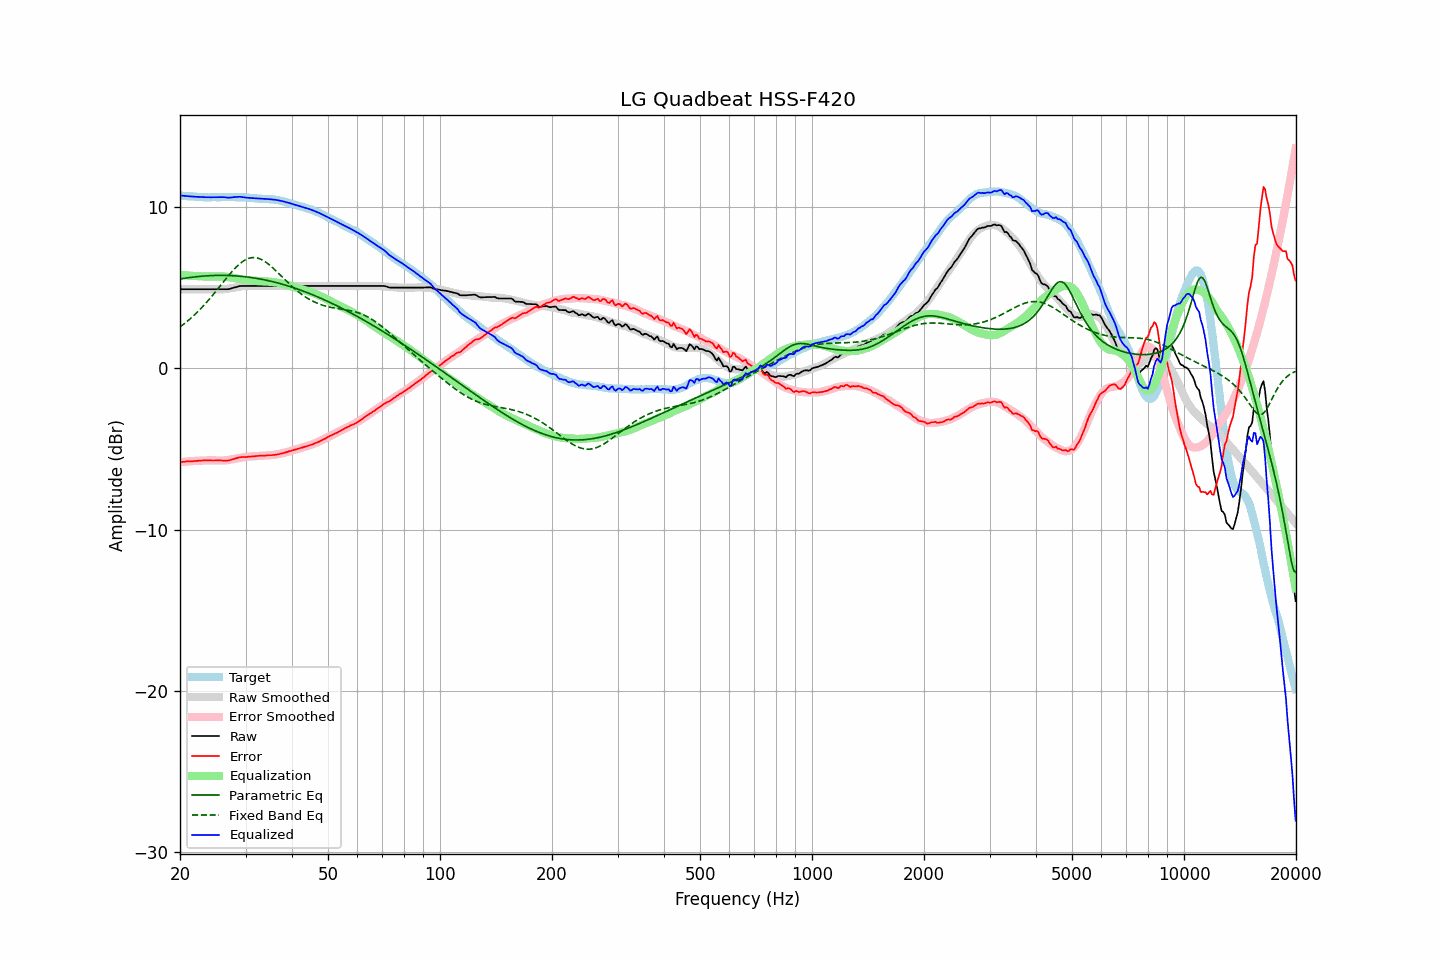 LG Quadbeat HSS-F420
10
0
−10
−20
−30
Amplitude (dBr)
Target
Raw Smoothed
Error Smoothed
Raw
Error
Equalization
Parametric Eq
Fixed Band Eq
Equalized
20 50 100 200 500 1000 2000 5000 10000 20000
Frequency (Hz)